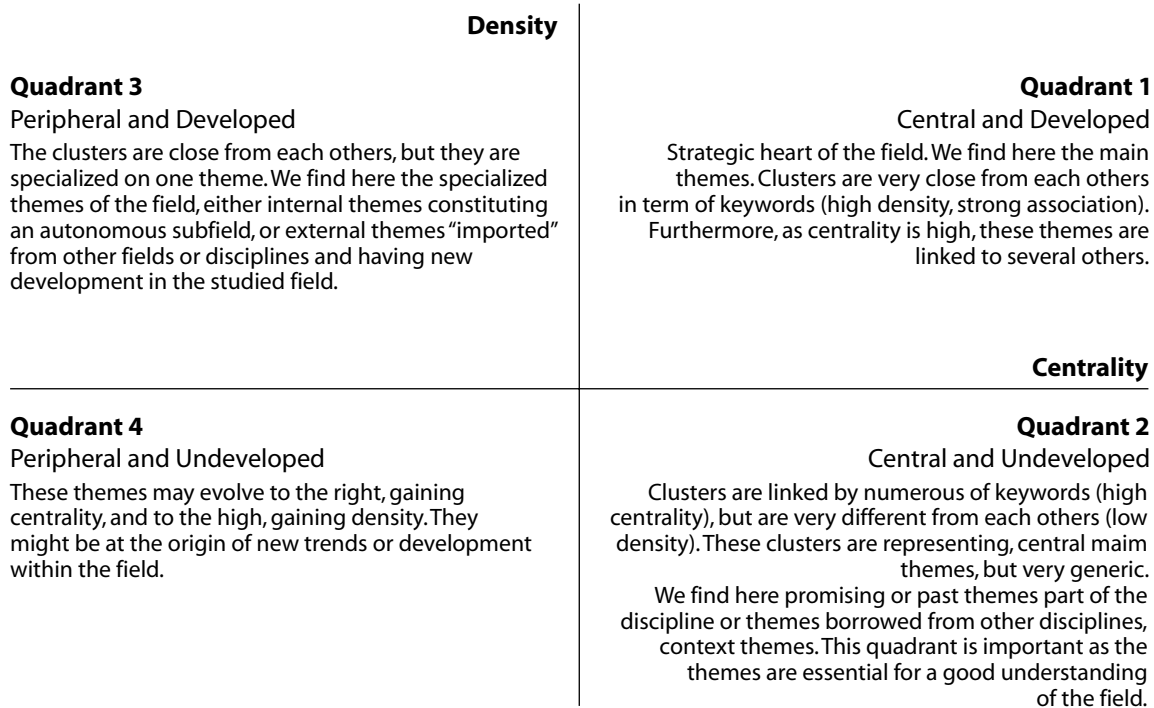 Density
Quadrant 3
Peripheral and Developed
The clusters are close from each others, but they are
specialized on one theme. We find here the specialized
themes of the field, either internal themes constituting
an autonomous subfield, or external themes “imported”
from other fields or disciplines and having new
development in the studied field.
Quadrant 1
Central and Developed
Strategic heart of the field. We find here the main
themes. Clusters are very close from each others
in term of keywords (high density, strong association).
Furthermore, as centrality is high, these themes are
linked to several others.
Centrality
Quadrant 4
Peripheral and Undeveloped
These themes may evolve to the right, gaining
centrality, and to the high, gaining density. They
might be at the origin of new trends or development
within the field.
Quadrant 2
Central and Undeveloped
Clusters are linked by numerous of keywords (high
centrality), but are very different from each others (low
density). These clusters are representing, central maim
themes, but very generic.
We find here promising or past themes part of the
discipline or themes borrowed from other disciplines,
context themes. This quadrant is important as the
themes are essential for a good understanding
of the field.